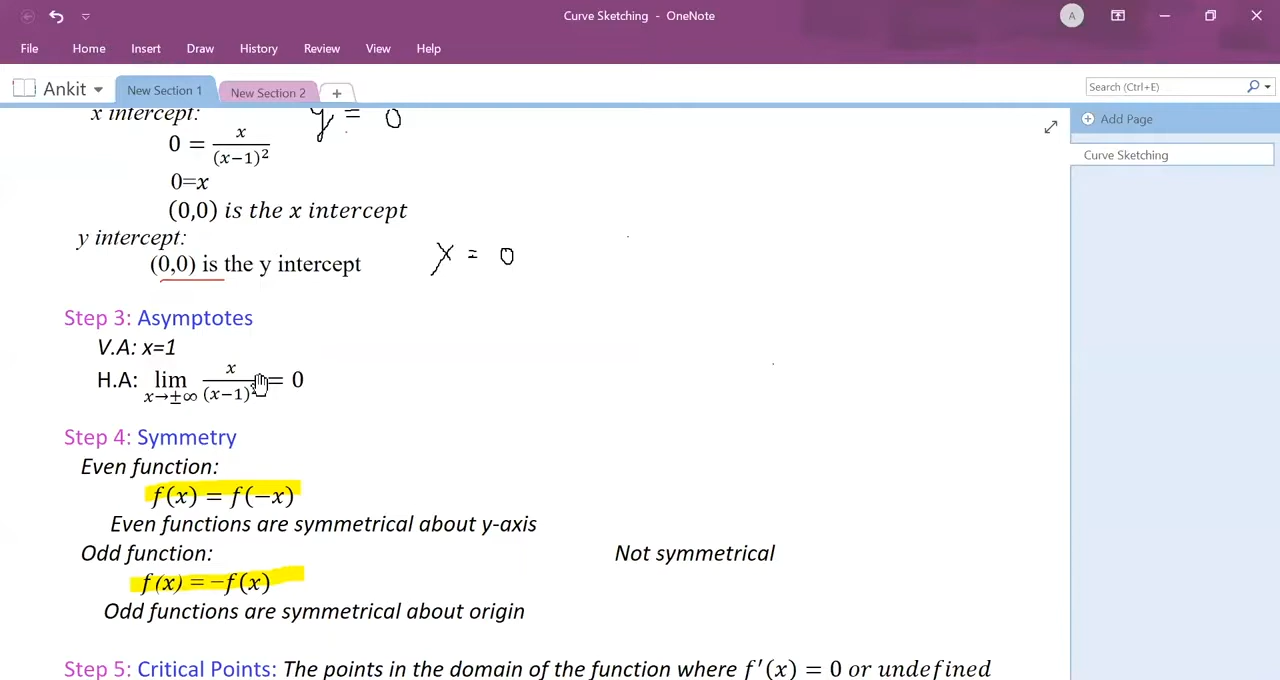 Curve Sketching - OneNote
A
File Home Insert Draw History Review View Help
Ankit New Section 1 New Section 2 + Search (Ctrl+E)
Add Page
Curve Sketching
x intercept: y = 0
0 = x/(x−1)²
0=x
(0,0) is the x intercept
y intercept:
(0,0) is the y intercept x = 0
Step 3: Asymptotes
V.A: x=1
H.A: lim x→±∞ x/(x−1)² = 0
Step 4: Symmetry
Even function:
f(x) = f(−x)
Even functions are symmetrical about y-axis
Odd function: Not symmetrical
f(x) = −f(x)
Odd functions are symmetrical about origin
Step 5: Critical Points: The points in the domain of the function where f′(x) = 0 or undefined